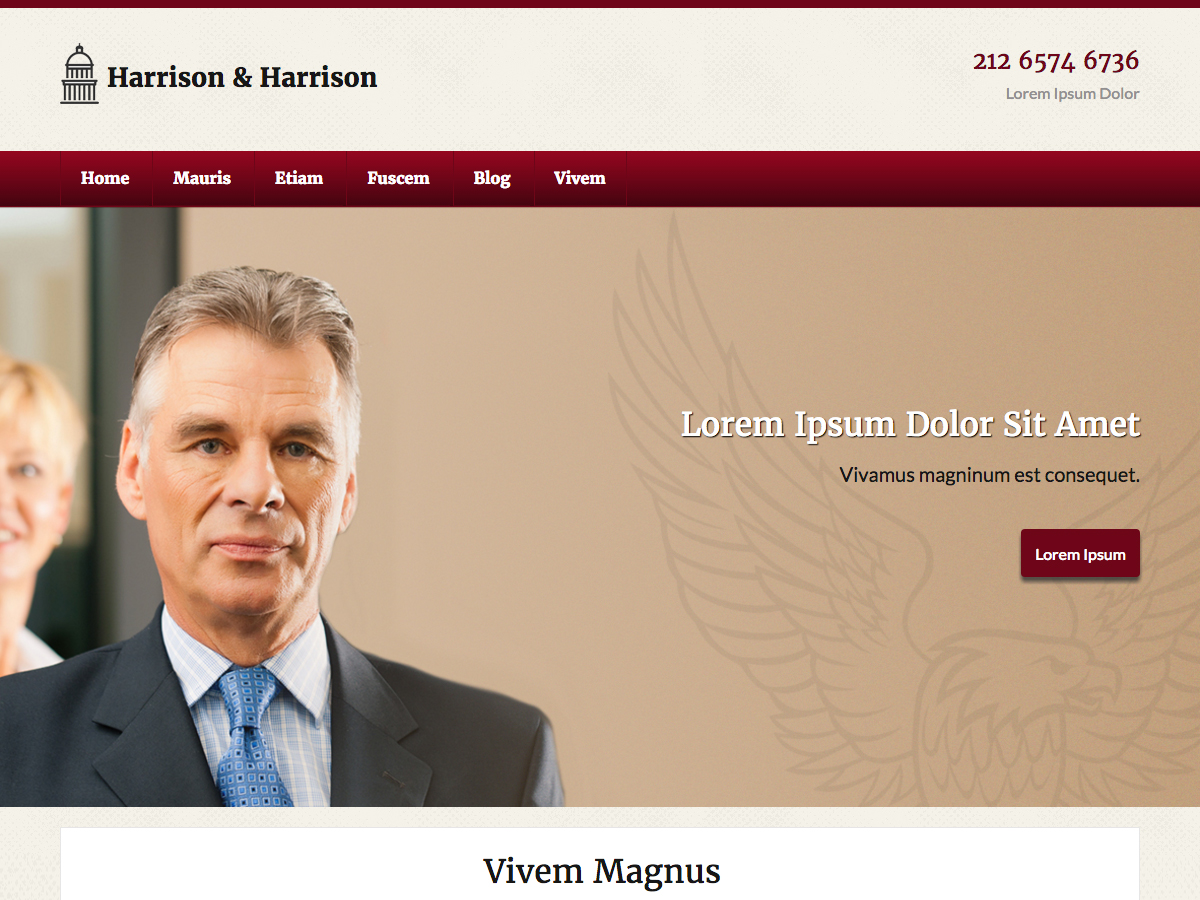 Harrison & Harrison
212 6574 6736
Lorem Ipsum Dolor
Home Mauris Etiam Fuscem Blog Vivem
Lorem Ipsum Dolor Sit Amet
Vivamus magninum est consequet.
Lorem Ipsum
Vivem Magnus